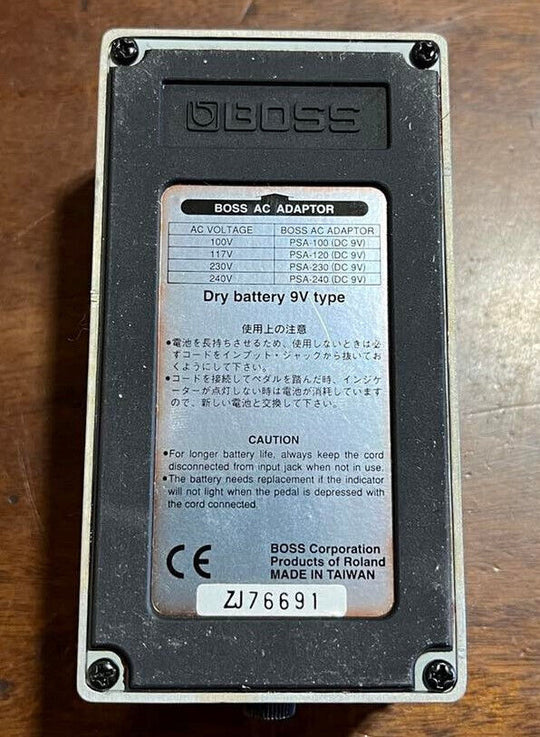 BOSS
BOSS AC ADAPTOR
AC VOLTAGE BOSS AC ADAPTOR
100V PSA-100 (DC 9V)
117V PSA-120 (DC 9V)
230V PSA-230 (DC 9V)
240V PSA-240 (DC 9V)
Dry battery 9V type
使用上の注意
●電池を長持ちさせるため、使用しないときは必
ずコードをインプット・ジャックから抜いてお
くようにして下さい。
●コードを接続してペダルを踏んだ時、インジケ
ーターが点灯しない時は電池が消耗しています
ので、新しい電池と交換して下さい。
CAUTION
●For longer battery life, always keep the cord
disconnected from input jack when not in use.
●The battery needs replacement if the indicator
will not light when the pedal is depressed with
the cord connected.
CE
BOSS Corporation
Products of Roland
MADE IN TAIWAN
ZJ76691